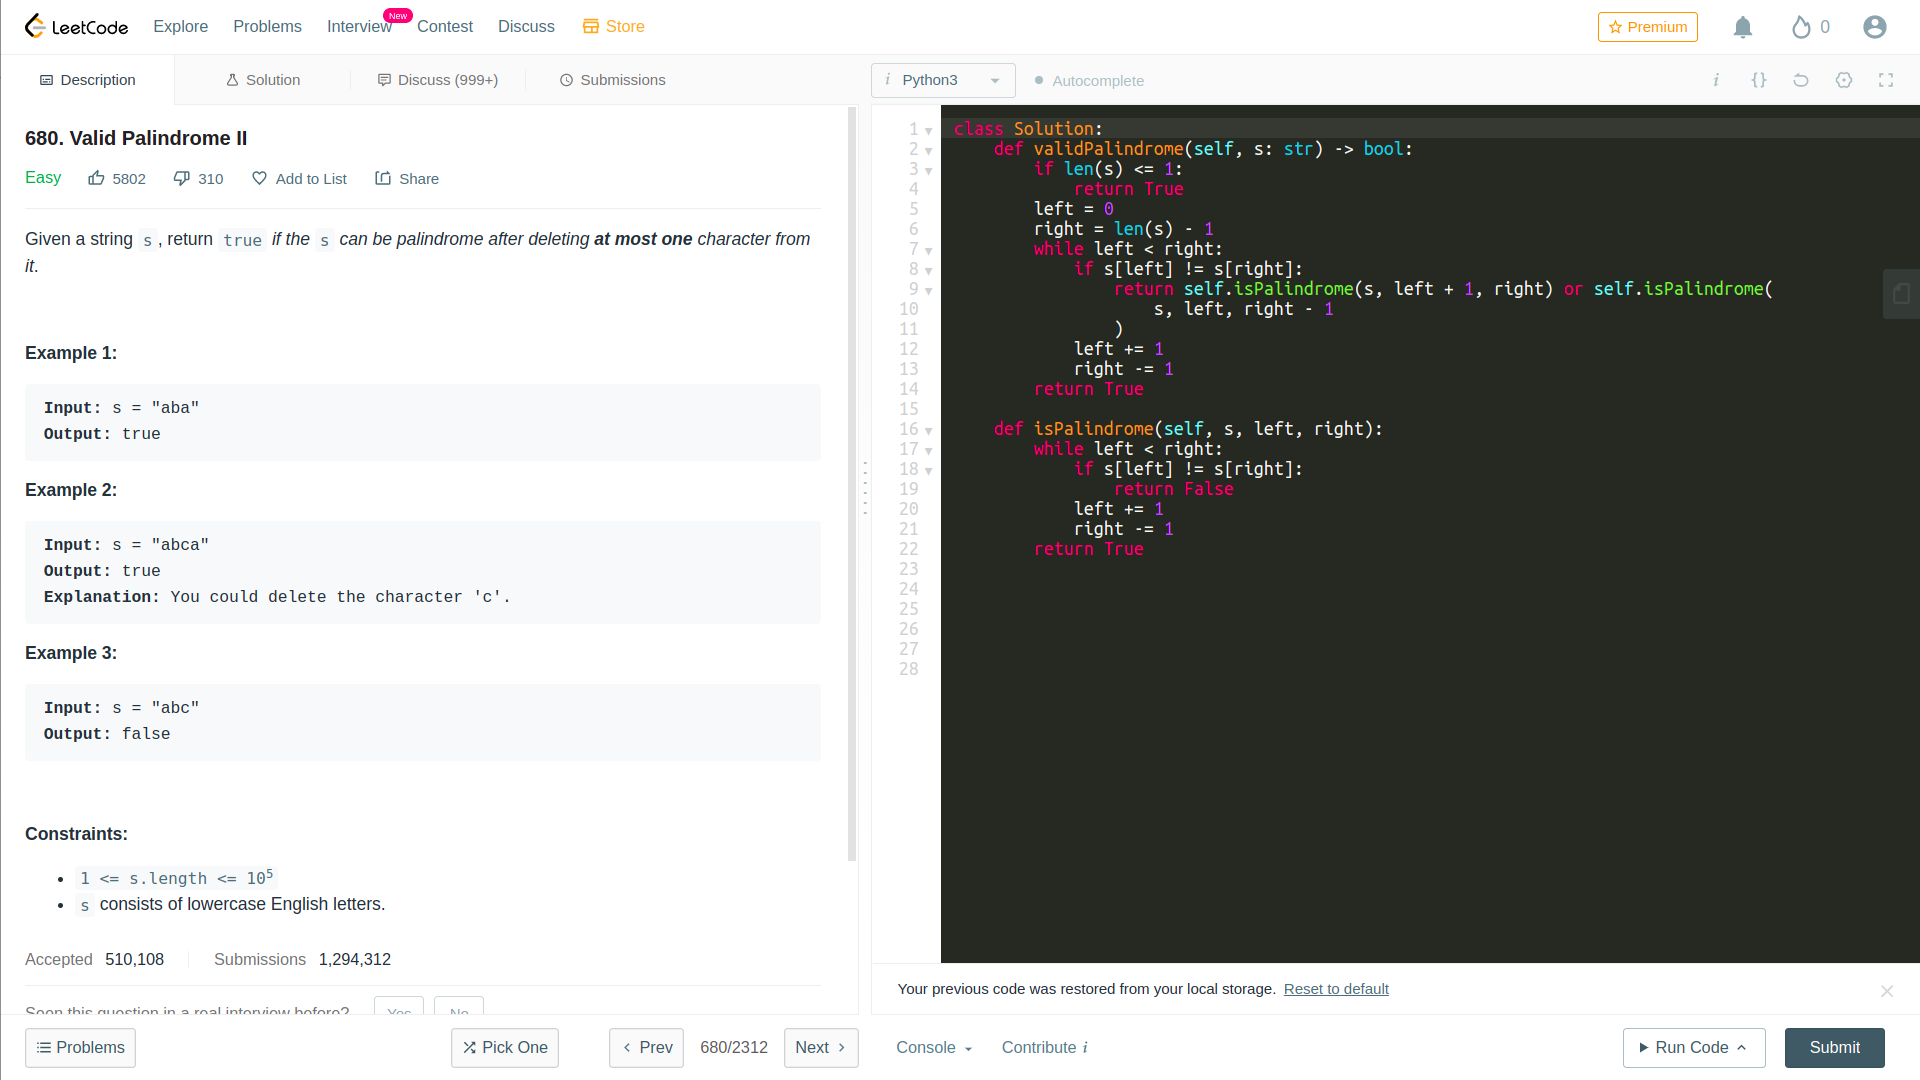 LeetCode
Explore
Problems
Interview
New
Contest
Discuss
Store
Premium
0
Description
Solution
Discuss (999+)
Submissions
i Python3
Autocomplete
i
{}
680. Valid Palindrome II
Easy
5802
310
Add to List
Share
Given a string s, return true if the s can be palindrome after deleting at most one character from
it.
Example 1:
Input: s = "aba"
Output: true
Example 2:
Input: s = "abca"
Output: true
Explanation: You could delete the character 'c'.
Example 3:
Input: s = "abc"
Output: false
Constraints:
1 <= s.length <= 10⁵
s consists of lowercase English letters.
Accepted 510,108
Submissions 1,294,312
Seen this question in a real interview before?
Yes
No
1 class Solution:
2     def validPalindrome(self, s: str) -> bool:
3         if len(s) <= 1:
4             return True
5         left = 0
6         right = len(s) - 1
7         while left < right:
8             if s[left] != s[right]:
9                 return self.isPalindrome(s, left + 1, right) or self.isPalindrome(
10                     s, left, right - 1
11                 )
12             left += 1
13             right -= 1
14         return True
15
16     def isPalindrome(self, s, left, right):
17         while left < right:
18             if s[left] != s[right]:
19                 return False
20             left += 1
21             right -= 1
22         return True
23
24
25
26
27
28
Your previous code was restored from your local storage. Reset to default
Problems
Pick One
Prev
680/2312
Next
Console
Contribute i
Run Code
Submit